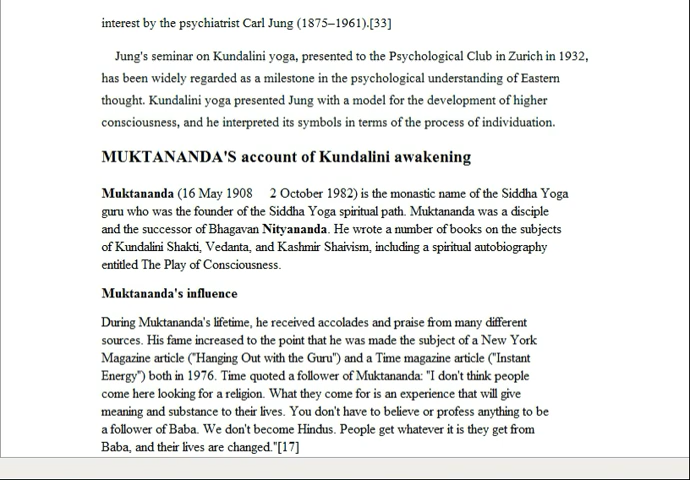 interest by the psychiatrist Carl Jung (1875–1961).[33]
Jung's seminar on Kundalini yoga, presented to the Psychological Club in Zurich in 1932,
has been widely regarded as a milestone in the psychological understanding of Eastern
thought. Kundalini yoga presented Jung with a model for the development of higher
consciousness, and he interpreted its symbols in terms of the process of individuation.
MUKTANANDA'S account of Kundalini awakening
Muktananda (16 May 1908 2 October 1982) is the monastic name of the Siddha Yoga
guru who was the founder of the Siddha Yoga spiritual path. Muktananda was a disciple
and the successor of Bhagavan Nityananda. He wrote a number of books on the subjects
of Kundalini Shakti, Vedanta, and Kashmir Shaivism, including a spiritual autobiography
entitled The Play of Consciousness.
Muktananda's influence
During Muktananda's lifetime, he received accolades and praise from many different
sources. His fame increased to the point that he was made the subject of a New York
Magazine article ("Hanging Out with the Guru") and a Time magazine article ("Instant
Energy") both in 1976. Time quoted a follower of Muktananda: "I don't think people
come here looking for a religion. What they come for is an experience that will give
meaning and substance to their lives. You don't have to believe or profess anything to be
a follower of Baba. We don't become Hindus. People get whatever it is they get from
Baba, and their lives are changed."[17]